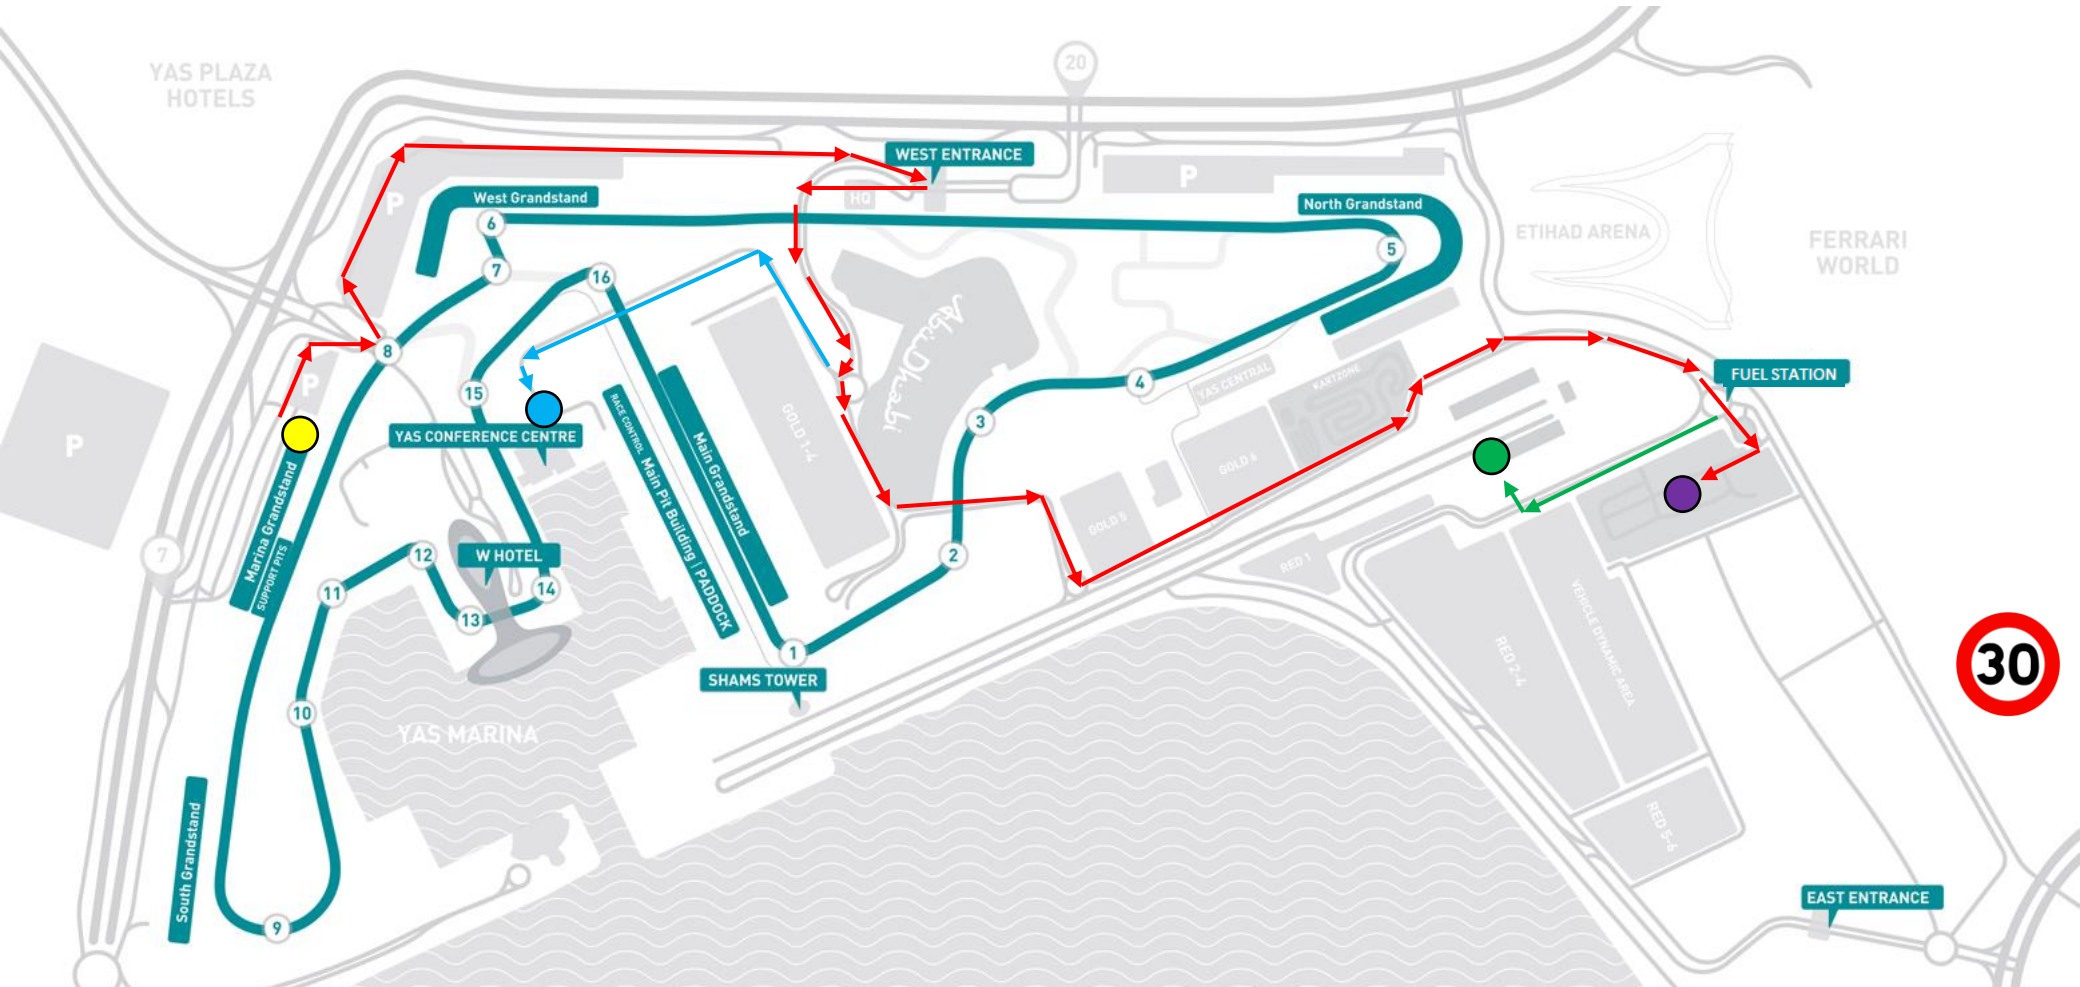 YAS PLAZA
HOTELS
20
WEST ENTRANCE
HQ
P
P
West Grandstand
North Grandstand
ETIHAD ARENA
FERRARI
WORLD
6
7
16
5
8
P
P
15
4
3
Abu Dhabi
YAS CENTRAL
KARTZONE
FUEL STATION
YAS CONFERENCE CENTRE
RACE CONTROL Main Pit Building | PADDOCK
Main Grandstand
GOLD 1-4
GOLD 6
GOLD 5
Marina Grandstand
SUPPORT PITS
7
12
W HOTEL
14
11
13
2
RED 1
VEHICLE DYNAMIC AREA
RED 2-4
1
SHAMS TOWER
10
YAS MARINA
30
South Grandstand
RED 5-6
9
EAST ENTRANCE